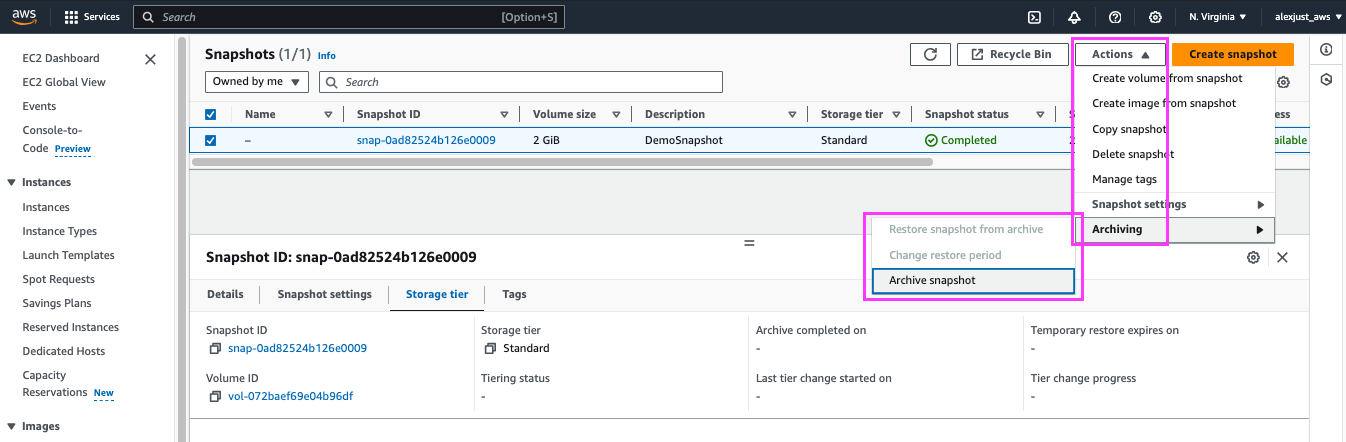 aws Services Search [Option+S] N. Virginia alexjust_aws
EC2 Dashboard
EC2 Global View
Events
Console-to-
Code Preview
Instances
Instances
Instance Types
Launch Templates
Spot Requests
Savings Plans
Reserved Instances
Dedicated Hosts
Capacity
Reservations New
Images
Snapshots (1/1) Info Recycle Bin Actions Create snapshot
Owned by me Search
Name Snapshot ID Volume size Description Storage tier Snapshot status
– snap-0ad82524b126e0009 2 GiB DemoSnapshot Standard Completed
Create volume from snapshot
Create image from snapshot
Copy snapshot
Delete snapshot
Manage tags
Snapshot settings
Archiving
Restore snapshot from archive
Change restore period
Archive snapshot
Snapshot ID: snap-0ad82524b126e0009
Details Snapshot settings Storage tier Tags
Snapshot ID Storage tier Archive completed on Temporary restore expires on
snap-0ad82524b126e0009 Standard - -
Volume ID Tiering status Last tier change started on Tier change progress
vol-072baef69e04b96df - - -